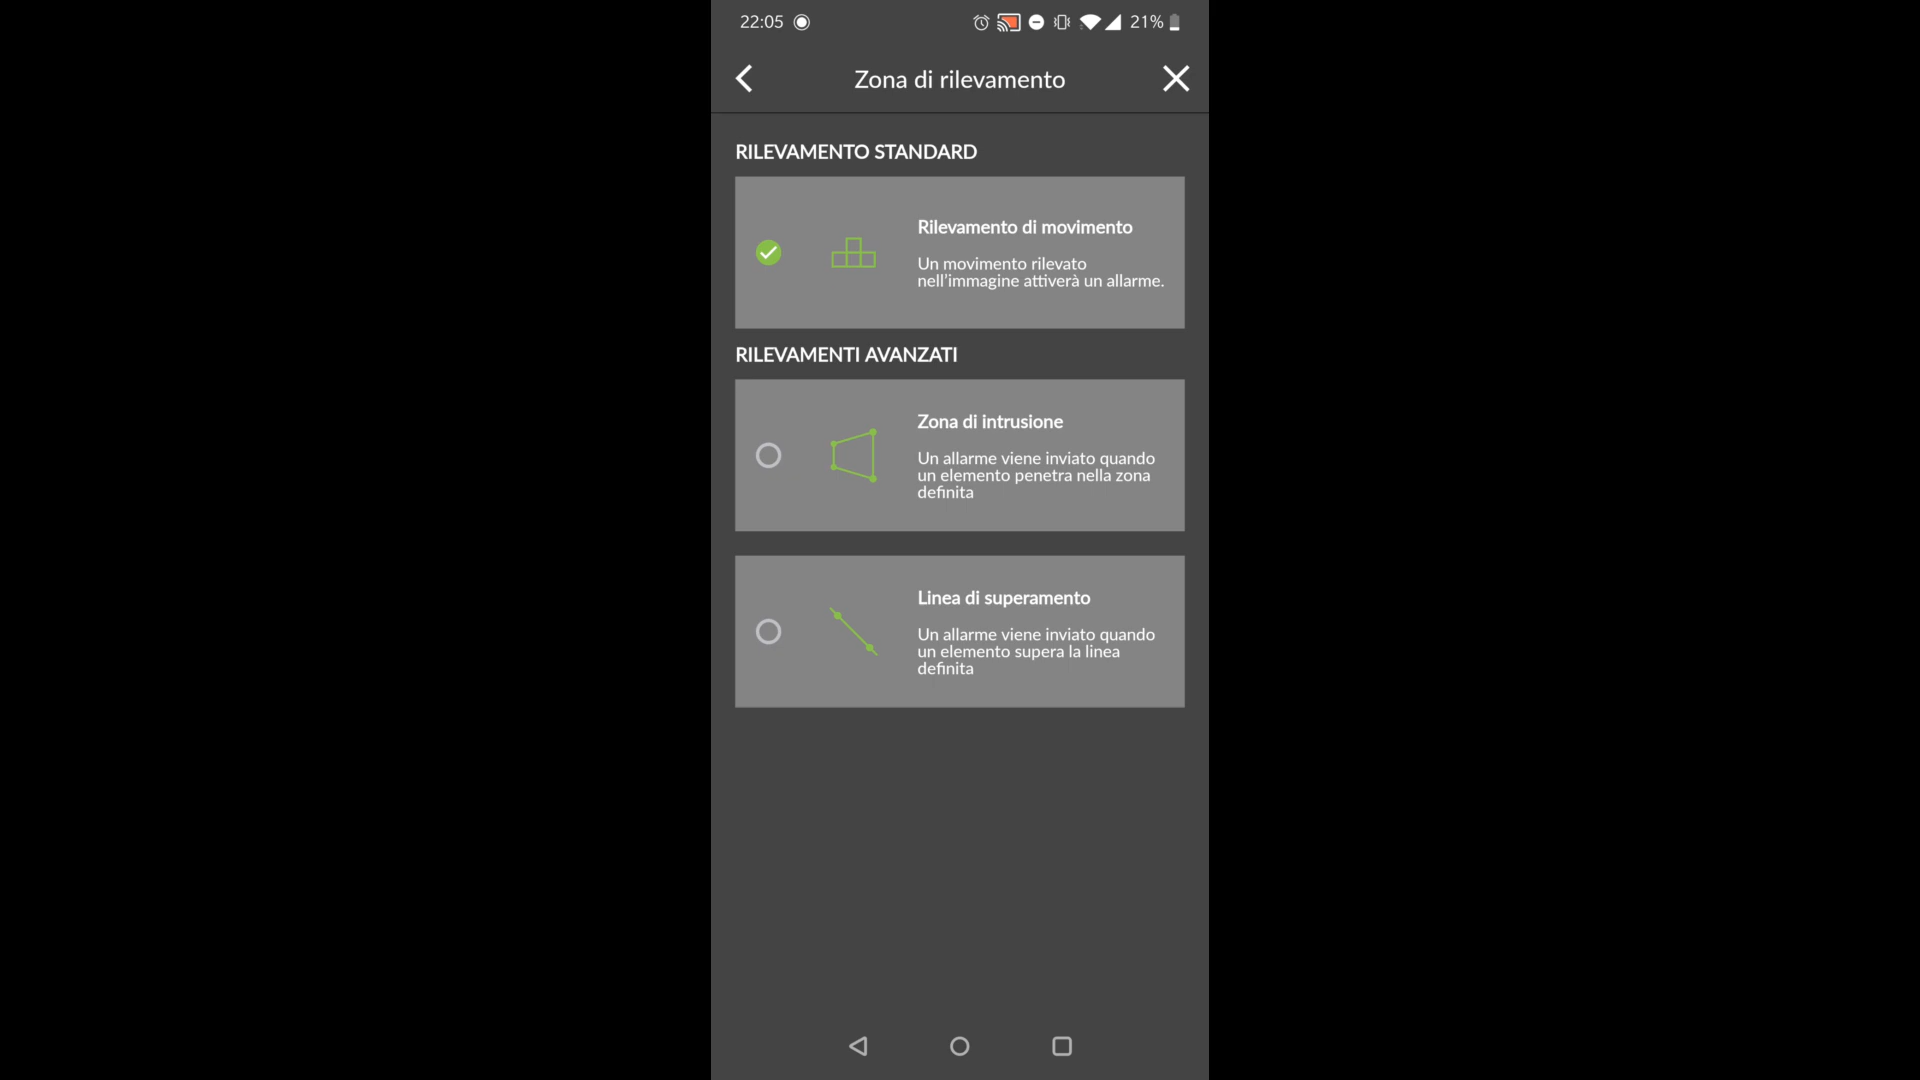 22:05
21%
Zona di rilevamento
RILEVAMENTO STANDARD
Rilevamento di movimento
Un movimento rilevato
nell'immagine attiverà un allarme.
RILEVAMENTI AVANZATI
Zona di intrusione
Un allarme viene inviato quando
un elemento penetra nella zona
definita
Linea di superamento
Un allarme viene inviato quando
un elemento supera la linea
definita